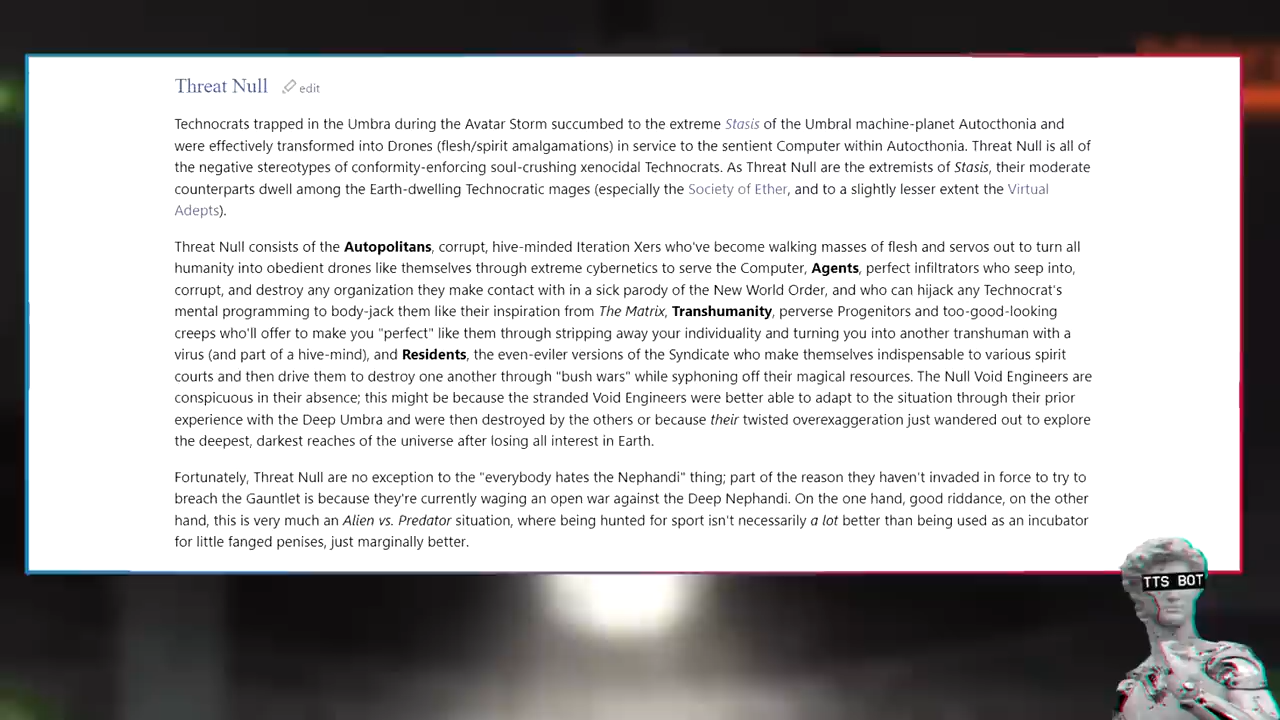 Threat Null edit
Technocrats trapped in the Umbra during the Avatar Storm succumbed to the extreme Stasis of the Umbral machine-planet Autocthonia and
were effectively transformed into Drones (flesh/spirit amalgamations) in service to the sentient Computer within Autocthonia. Threat Null is all of
the negative stereotypes of conformity-enforcing soul-crushing xenocidal Technocrats. As Threat Null are the extremists of Stasis, their moderate
counterparts dwell among the Earth-dwelling Technocratic mages (especially the Society of Ether, and to a slightly lesser extent the Virtual
Adepts).
Threat Null consists of the Autopolitans, corrupt, hive-minded Iteration Xers who've become walking masses of flesh and servos out to turn all
humanity into obedient drones like themselves through extreme cybernetics to serve the Computer, Agents, perfect infiltrators who seep into,
corrupt, and destroy any organization they make contact with in a sick parody of the New World Order, and who can hijack any Technocrat's
mental programming to body-jack them like their inspiration from The Matrix, Transhumanity, perverse Progenitors and too-good-looking
creeps who'll offer to make you "perfect" like them through stripping away your individuality and turning you into another transhuman with a
virus (and part of a hive-mind), and Residents, the even-eviler versions of the Syndicate who make themselves indispensable to various spirit
courts and then drive them to destroy one another through "bush wars" while syphoning off their magical resources. The Null Void Engineers are
conspicuous in their absence; this might be because the stranded Void Engineers were better able to adapt to the situation through their prior
experience with the Deep Umbra and were then destroyed by the others or because their twisted overexaggeration just wandered out to explore
the deepest, darkest reaches of the universe after losing all interest in Earth.
Fortunately, Threat Null are no exception to the "everybody hates the Nephandi" thing; part of the reason they haven't invaded in force to try to
breach the Gauntlet is because they're currently waging an open war against the Deep Nephandi. On the one hand, good riddance, on the other
hand, this is very much an Alien vs. Predator situation, where being hunted for sport isn't necessarily a lot better than being used as an incubator
for little fanged penises, just marginally better.
TTS BOT